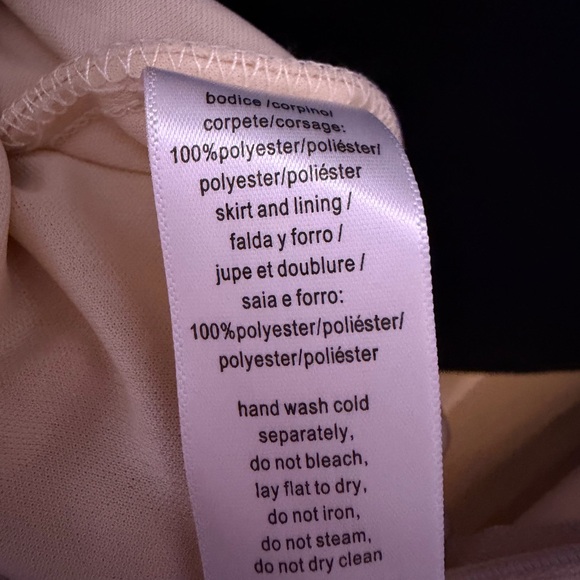 bodice /corpiño/
corpete/corsage:
100%polyester/poliéster/
polyester/poliéster
skirt and lining /
falda y forro /
jupe et doublure /
saia e forro:
100%polyester/poliéster/
polyester/poliéster
hand wash cold
separately,
do not bleach,
lay flat to dry,
do not iron,
do not steam,
do not dry clean